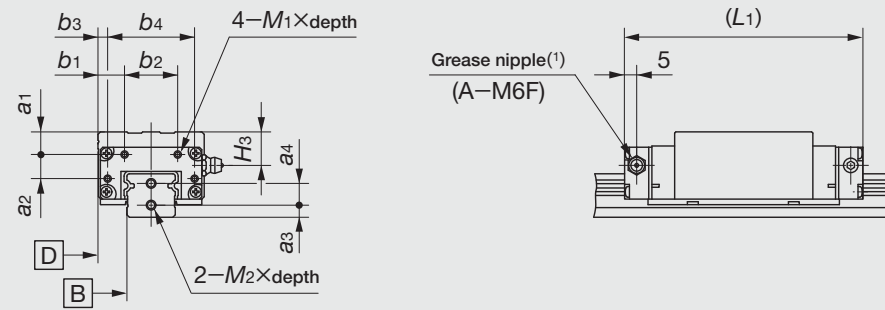 b3 b4 4−M1×depth
b1 b2
a1
a2
H3
a4
a3
D
B
2−M2×depth
(L1)
Grease nipple(1) 5
(A−M6F)